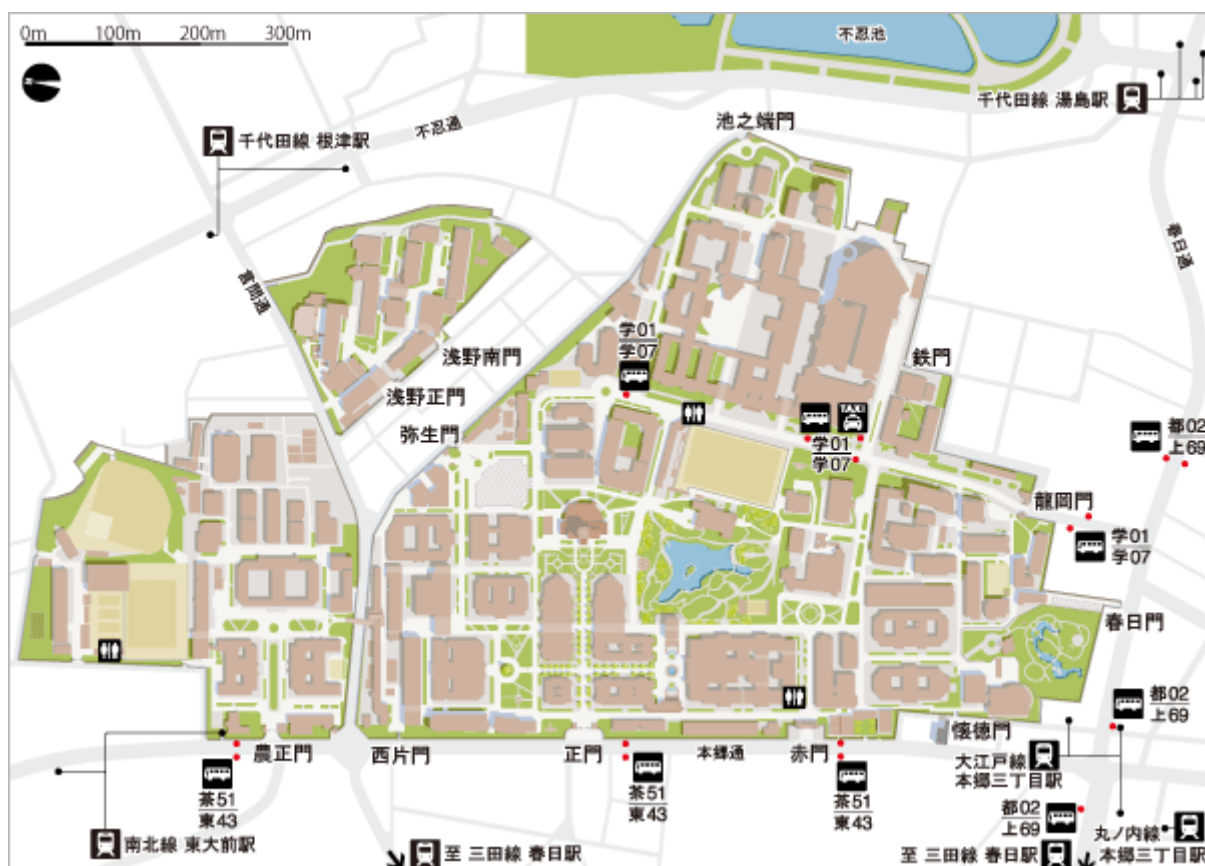 0m 100m 200m 300m
不忍池
千代田線 湯島駅
池之端門
不忍通
千代田線 根津駅
春日通
言問通
学01
学07
浅野南門
鉄門
浅野正門
TAXI
都02
上69
弥生門
学01
学07
龍岡門
学01
学07
春日門
都02
上69
懐徳門
農正門
西片門
正門
本郷通
赤門
大江戸線
本郷三丁目駅
茶51
東43
茶51
東43
茶51
東43
都02
上69
南北線 東大前駅
丸ノ内線
本郷三丁目駅
至 三田線 春日駅
至 三田線 春日駅